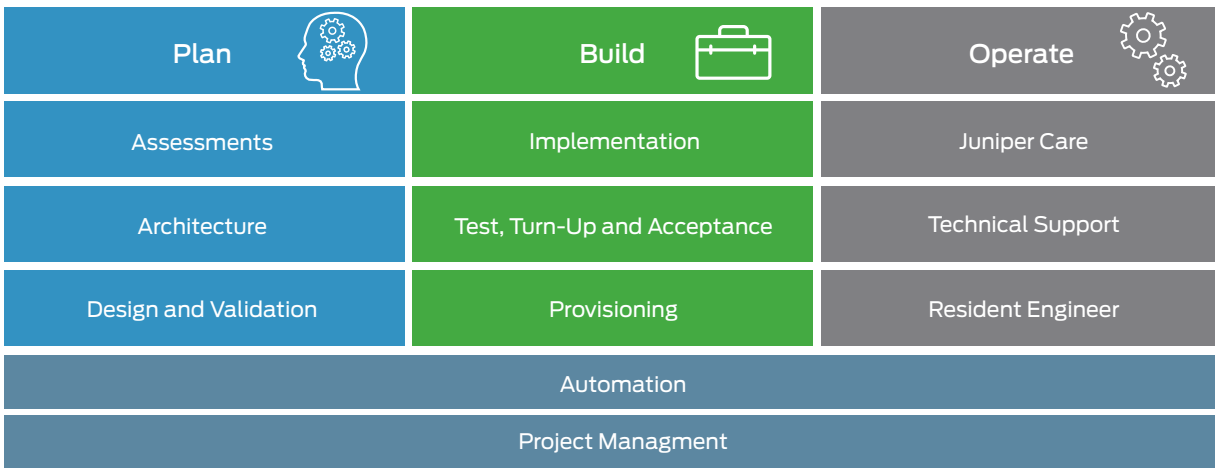 Plan
Build
Operate
Assessments
Implementation
Juniper Care
Architecture
Test, Turn-Up and Acceptance
Technical Support
Design and Validation
Provisioning
Resident Engineer
Automation
Project Managment